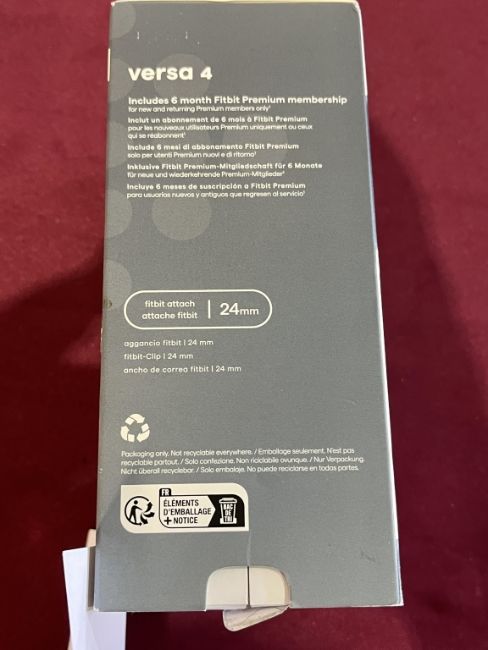 versa 4
Includes 6 month Fitbit Premium membership
for new and returning Premium members only¹
Inclut un abonnement de 6 mois à Fitbit Premium
pour les nouveaux utilisateurs Premium uniquement ou ceux
qui se réabonnent¹
Include 6 mesi di abbonamento Fitbit Premium
solo per utenti Premium nuovi e di ritorno¹
Inklusive Fitbit Premium-Mitgliedschaft für 6 Monate
für neue und wiederkehrende Premium-Mitglieder¹
Incluye 6 meses de suscripción a Fitbit Premium
para usuarios nuevos y antiguos que regresen al servicio¹
fitbit attach
attache fitbit | 24mm
aggancio fitbit | 24 mm
fitbit-Clip | 24 mm
ancho de correa fitbit | 24 mm
Packaging only. Not recyclable everywhere. / Emballage seulement. N'est pas
recyclable partout. / Solo confezione. Non riciclabile ovunque. / Nur Verpackung.
Nicht überall recycelbar. / Solo embalaje. No puede reciclarse en todas partes.
FR
ÉLÉMENTS
D'EMBALLAGE
+ NOTICE
BAC
DE
TRI